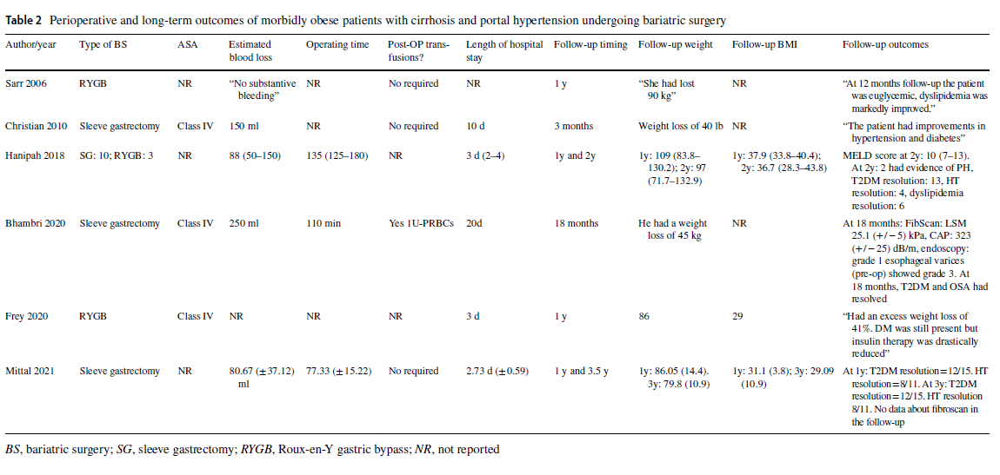 Table 2 Perioperative and long-term outcomes of morbidly obese patients with cirrhosis and portal hypertension undergoing bariatric surgery
Author/year Type of BS ASA Estimated Operating time Post-OP trans- Length of hospital Follow-up timing Follow-up weight Follow-up BMI Follow-up outcomes
blood loss fusions? stay
Sarr 2006 RYGB NR “No substantive NR No required NR 1 y “She had lost NR “At 12 months follow-up the patient
bleeding” 90 kg” was euglycemic, dyslipidemia was
markedly improved.”
Christian 2010 Sleeve gastrectomy Class IV 150 ml NR No required 10 d 3 months Weight loss of 40 lb NR “The patient had improvements in
hypertension and diabetes”
Hanipah 2018 SG: 10; RYGB: 3 NR 88 (50–150) 135 (125–180) NR 3 d (2–4) 1y and 2y 1y: 109 (83.8– 1y: 37.9 (33.8–40.4); MELD score at 2y: 10 (7–13).
130.2); 2y: 97 2y: 36.7 (28.3–43.8) At 2y: 2 had evidence of PH,
(71.7–132.9) T2DM resolution: 13, HT
resolution: 4, dyslipidemia
resolution: 6
Bhambri 2020 Sleeve gastrectomy Class IV 250 ml 110 min Yes 1U-PRBCs 20d 18 months He had a weight NR At 18 months: FibScan: LSM
loss of 45 kg 25.1 (+/−5) kPa, CAP: 323
(+/−25) dB/m, endoscopy:
grade 1 esophageal varices
(pre-op) showed grade 3. At
18 months, T2DM and OSA had
resolved
Frey 2020 RYGB Class IV NR NR NR 3 d 1 y 86 29 “Had an excess weight loss of
41%. DM was still present but
insulin therapy was drastically
reduced”
Mittal 2021 Sleeve gastrectomy NR 80.67 (±37.12) 77.33 (±15.22) No required 2.73 d (±0.59) 1 y and 3.5 y 1y: 86.05 (14.4). 1y: 31.1 (3.8); 3y: 29.09 At 1y: T2DM resolution=12/15. HT
ml 3y: 79.8 (10.9) (10.9) resolution=8/11. At 3y: T2DM
resolution=12/15. HT resolution
8/11. No data about fibroscan in
the follow-up
BS, bariatric surgery; SG, sleeve gastrectomy; RYGB, Roux-en-Y gastric bypass; NR, not reported